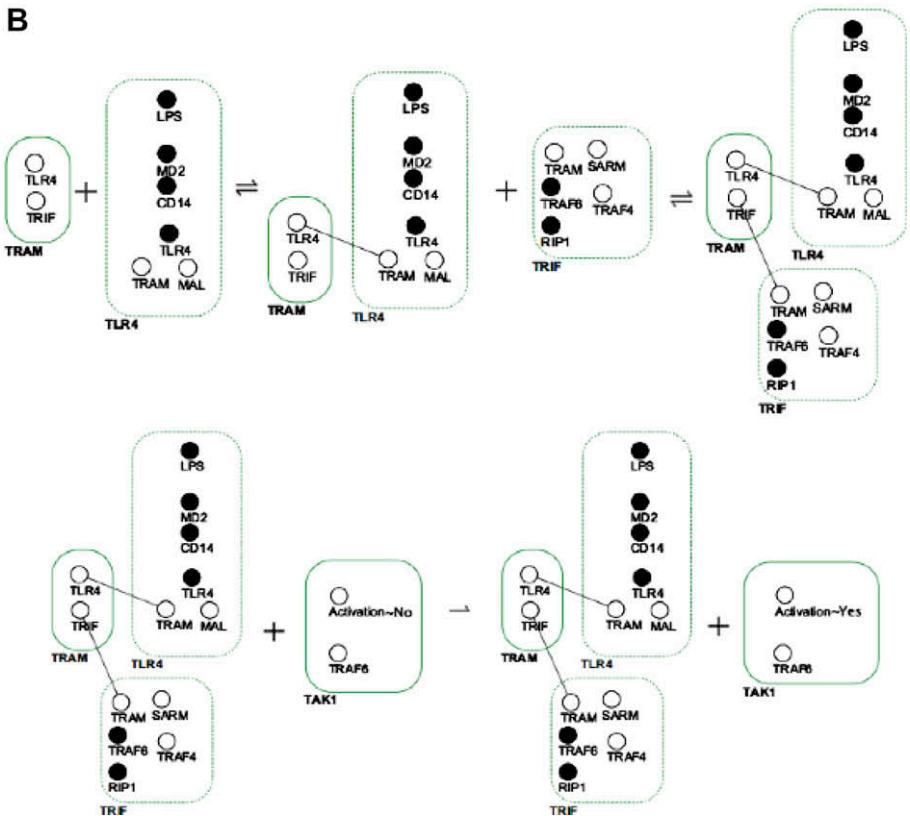 B
LPS
MD2
CD14
TLR4
TRAM MAL
TLR4
TLR4
TRIF
TRAM
+
⇌
LPS
MD2
CD14
TLR4
TRAM MAL
TLR4
TLR4
TRIF
TRAM
+
TRAM SARM
TRAF6 TRAF4
RIP1
TRIF
⇌
LPS
MD2
CD14
TLR4
TRAM MAL
TLR4
TLR4
TRIF
TRAM
TRAM SARM
TRAF6 TRAF4
RIP1
TRIF
LPS
MD2
CD14
TLR4
TRAM MAL
TLR4
TLR4
TRIF
TRAM
TRAM SARM
TRAF6 TRAF4
RIP1
TRIF
+
Activation~No
TRAF6
TAK1
⇀
LPS
MD2
CD14
TLR4
TRAM MAL
TLR4
TLR4
TRIF
TRAM
TRAM SARM
TRAF6 TRAF4
RIP1
TRIF
+
Activation~Yes
TRAF6
TAK1